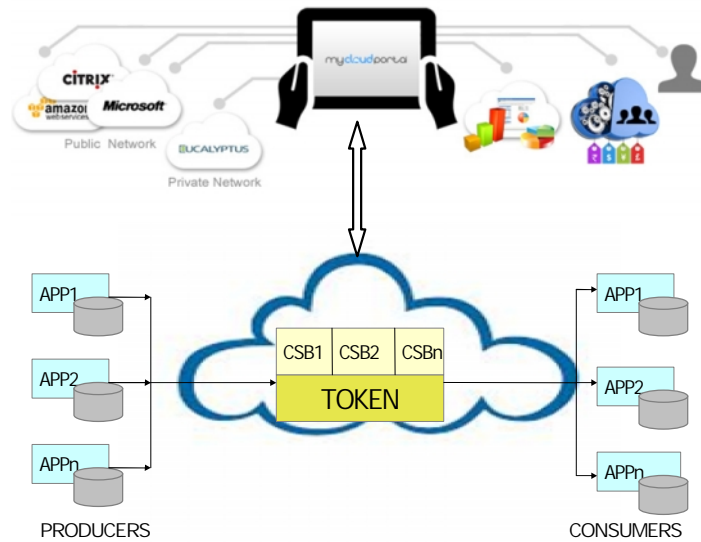 mycloudportal
CITRIX
amazon
webservices
Microsoft
Public Network
EUCALYPTUS
Private Network
APP1
APP2
APPn
PRODUCERS
CSB1 CSB2 CSBn
TOKEN
APP1
APP2
APPn
CONSUMERS